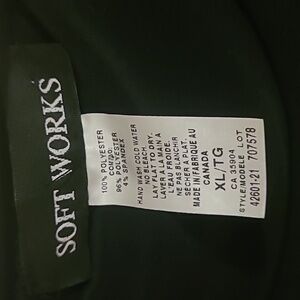 SOFT WORKS
100% POLYESTER
CONTOUR:
96% POLYESTER
4% SPANDEX
HAND WASH COLD WATER
NO BLEACH
LAY FLAT TO DRY.
LAVER A LA MAIN A
L'EAU FROIDE.
NE PAS BLANCHIR
SECHER A PLAT.
MADE IN/FABRIQUE AU
CANADA
XL/TG
CA 35904
STYLE/MODELE LOT
42601-21 707578